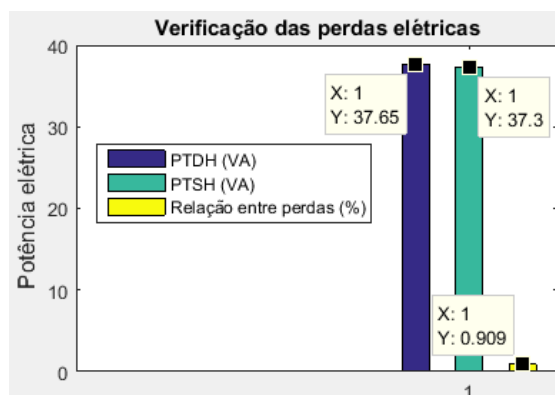 Verificação das perdas elétricas
Potência elétrica
40
30
20
10
0
X: 1
Y: 37.65
X: 1
Y: 37.3
PTDH (VA)
PTSH (VA)
Relação entre perdas (%)
X: 1
Y: 0.909
1